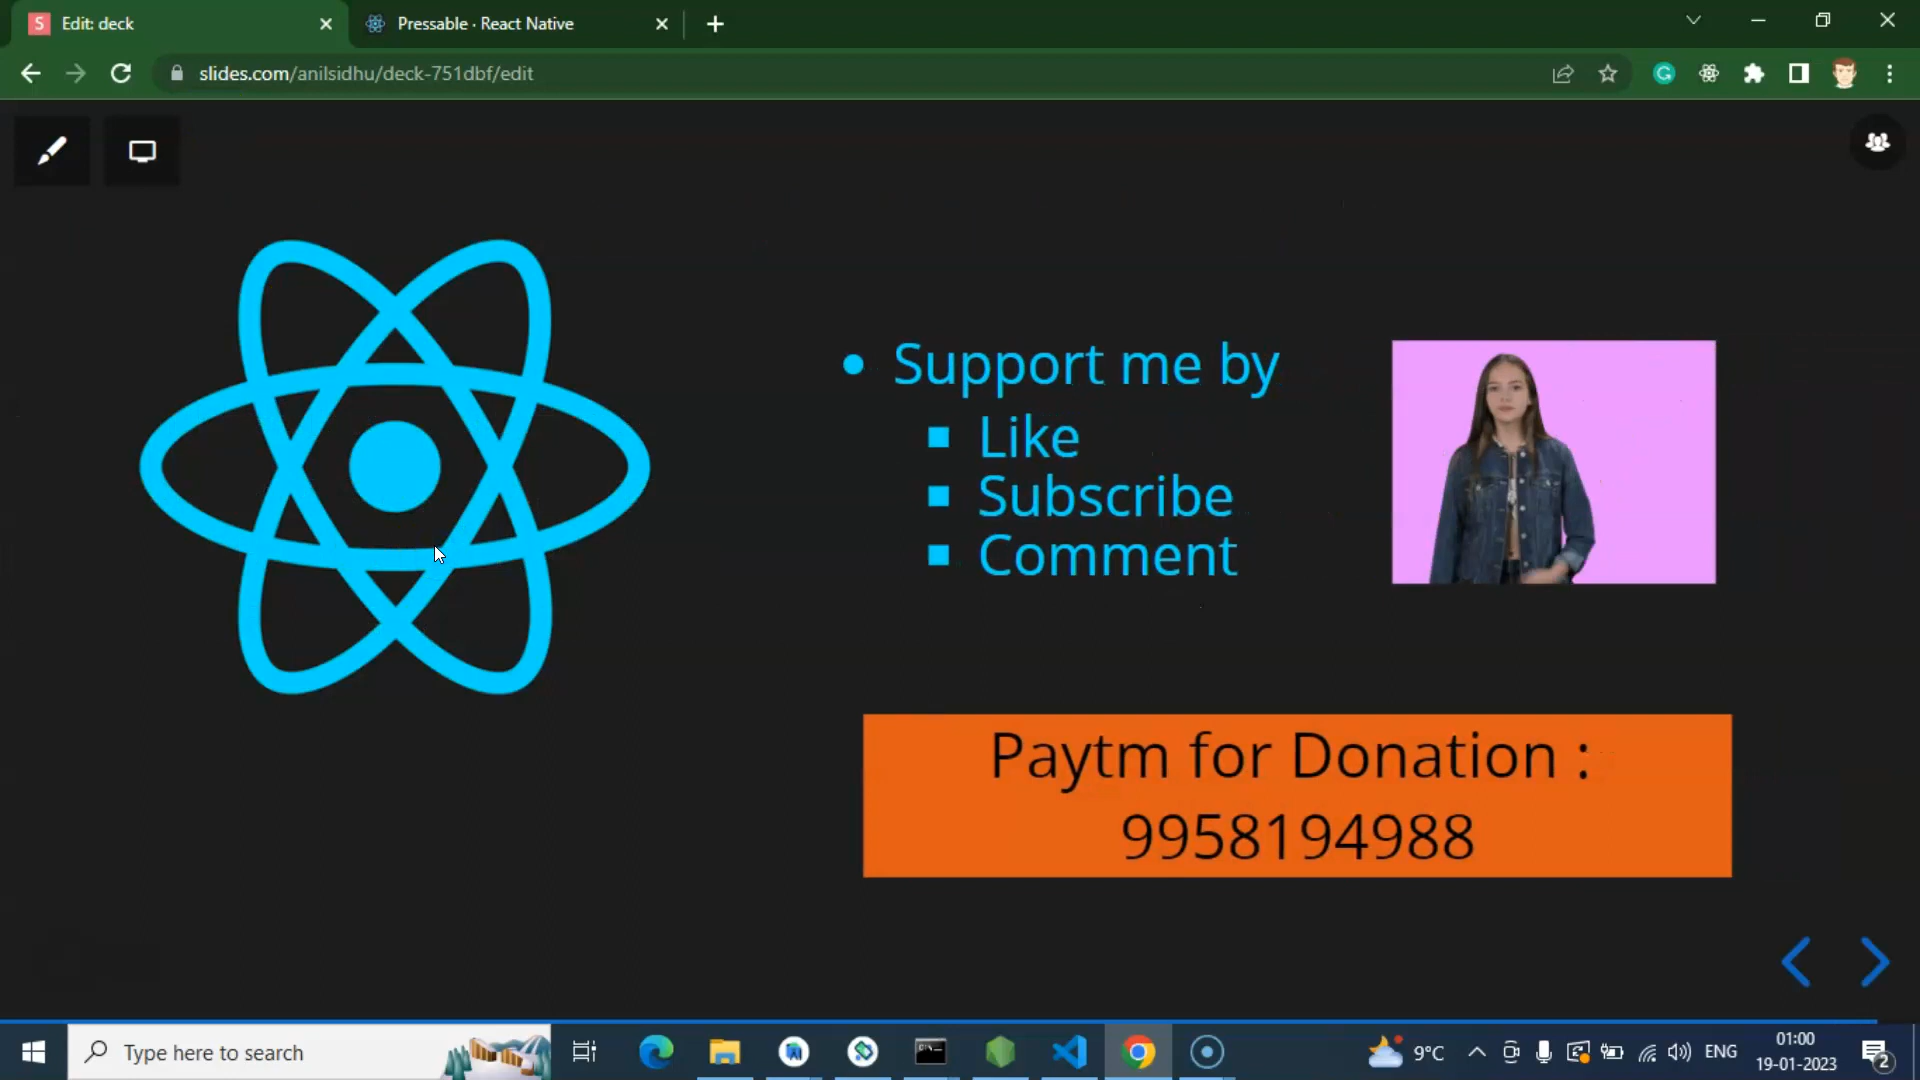 S Edit: deck
Pressable · React Native
slides.com/anilsidhu/deck-751dbf/edit
G
Support me by
Like
Subscribe
Comment
Paytm for Donation :
9958194988
Type here to search
9°C
ENG
01:00
19-01-2023
2